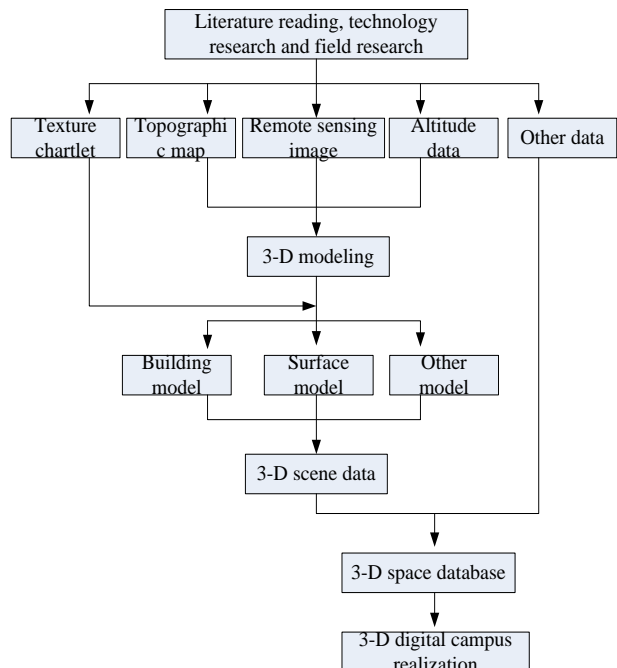 Literature reading, technology
research and field research
Texture
chartlet
Topographi
c map
Remote sensing
image
Altitude
data
Other data
3-D modeling
Building
model
Surface
model
Other
model
3-D scene data
3-D space database
3-D digital campus
realization